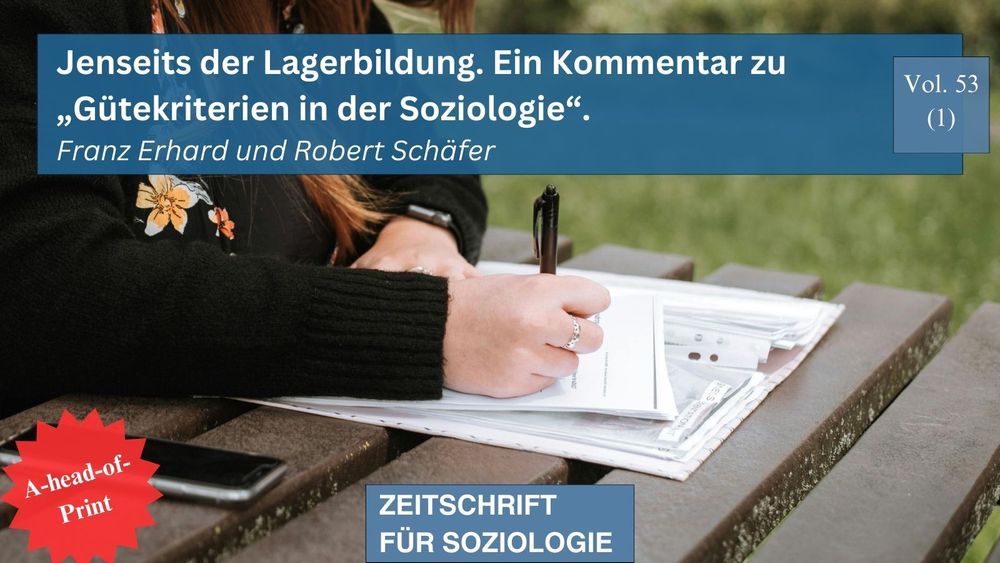 Jenseits der Lagerbildung. Ein Kommentar zu
„Gütekriterien in der Soziologie“.
Franz Erhard und Robert Schäfer
Vol. 53
(1)
A-head-of-
Print
ZEITSCHRIFT
FÜR SOZIOLOGIE